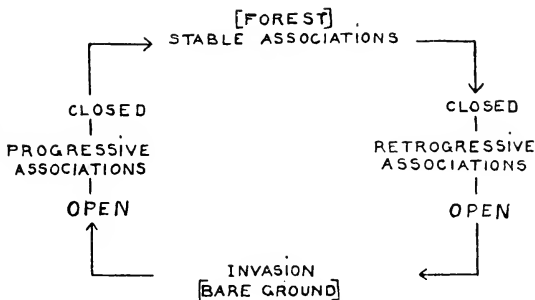 [FOREST]
STABLE ASSOCIATIONS
CLOSED
PROGRESSIVE
ASSOCIATIONS
OPEN
CLOSED
RETROGRESSIVE
ASSOCIATIONS
OPEN
INVASION
[BARE GROUND]